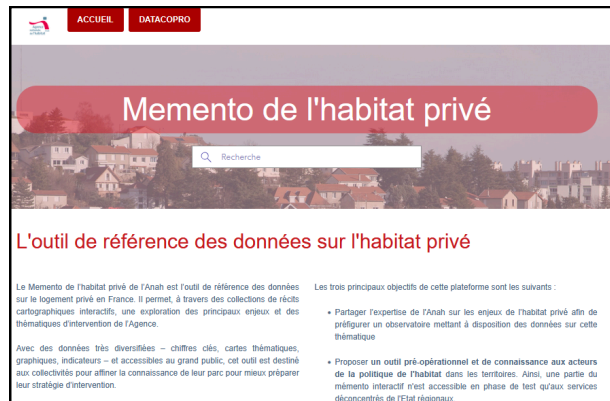 ACCUEIL
DATACOPRO
Memento de l'habitat privé
Recherche
L'outil de référence des données sur l'habitat privé
Le Memento de l'habitat privé de l'Anah est l'outil de référence des données
sur le logement privé en France. Il permet, à travers des collections de récits
cartographiques interactifs, une exploration des principaux enjeux et des
thématiques d'intervention de l'Agence.
Avec des données très diversifiées – chiffres clés, cartes thématiques,
graphiques, indicateurs – et accessibles au grand public, cet outil est destiné
aux collectivités pour affiner la connaissance de leur parc pour mieux préparer
leur stratégie d'intervention.
Les trois principaux objectifs de cette plateforme sont les suivants :
• Partager l'expertise de l'Anah sur les enjeux de l'habitat privé afin de
préfigurer un observatoire mettant à disposition des données sur cette
thématique
• Proposer un outil pré-opérationnel et de connaissance aux acteurs
de la politique de l'habitat dans les territoires. Ainsi, une partie du
mémento interactif n'est accessible en phase de test qu'aux services
déconcentrés de l'Etat régionaux